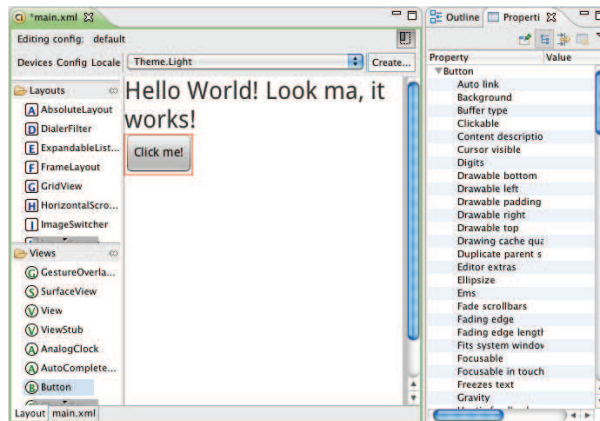 *main.xml
Editing config: default
Devices Config Locale Theme.Light Create...
Layouts
AbsoluteLayout
DialerFilter
ExpandableList...
FrameLayout
GridView
HorizontalScro...
ImageSwitcher
Views
GestureOverla...
SurfaceView
View
ViewStub
AnalogClock
AutoComplete...
Button
Hello World! Look ma, it
works!
Click me!
Layout main.xml
Outline Properti
Property Value
Button
Auto link
Background
Buffer type
Clickable
Content descriptio
Cursor visible
Digits
Drawable bottom
Drawable left
Drawable padding
Drawable right
Drawable top
Drawing cache qua
Duplicate parent s
Editor extras
Ellipsize
Ems
Fade scrollbars
Fading edge
Fading edge length
Fits system window
Focusable
Focusable in touch
Freezes text
Gravity